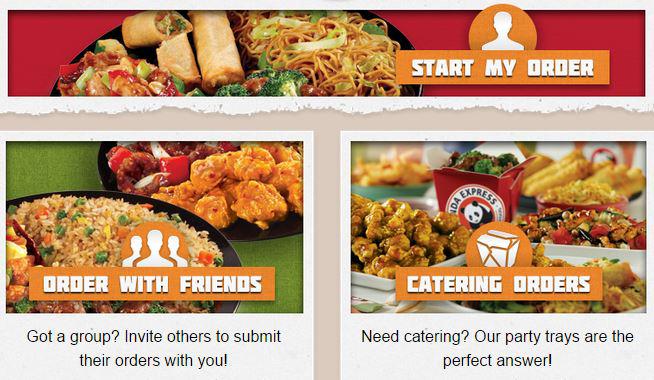 START MY ORDER
ORDER WITH FRIENDS
Got a group? Invite others to submit
their orders with you!
PANDA EXPRESS
CATERING ORDERS
Need catering? Our party trays are the
perfect answer!